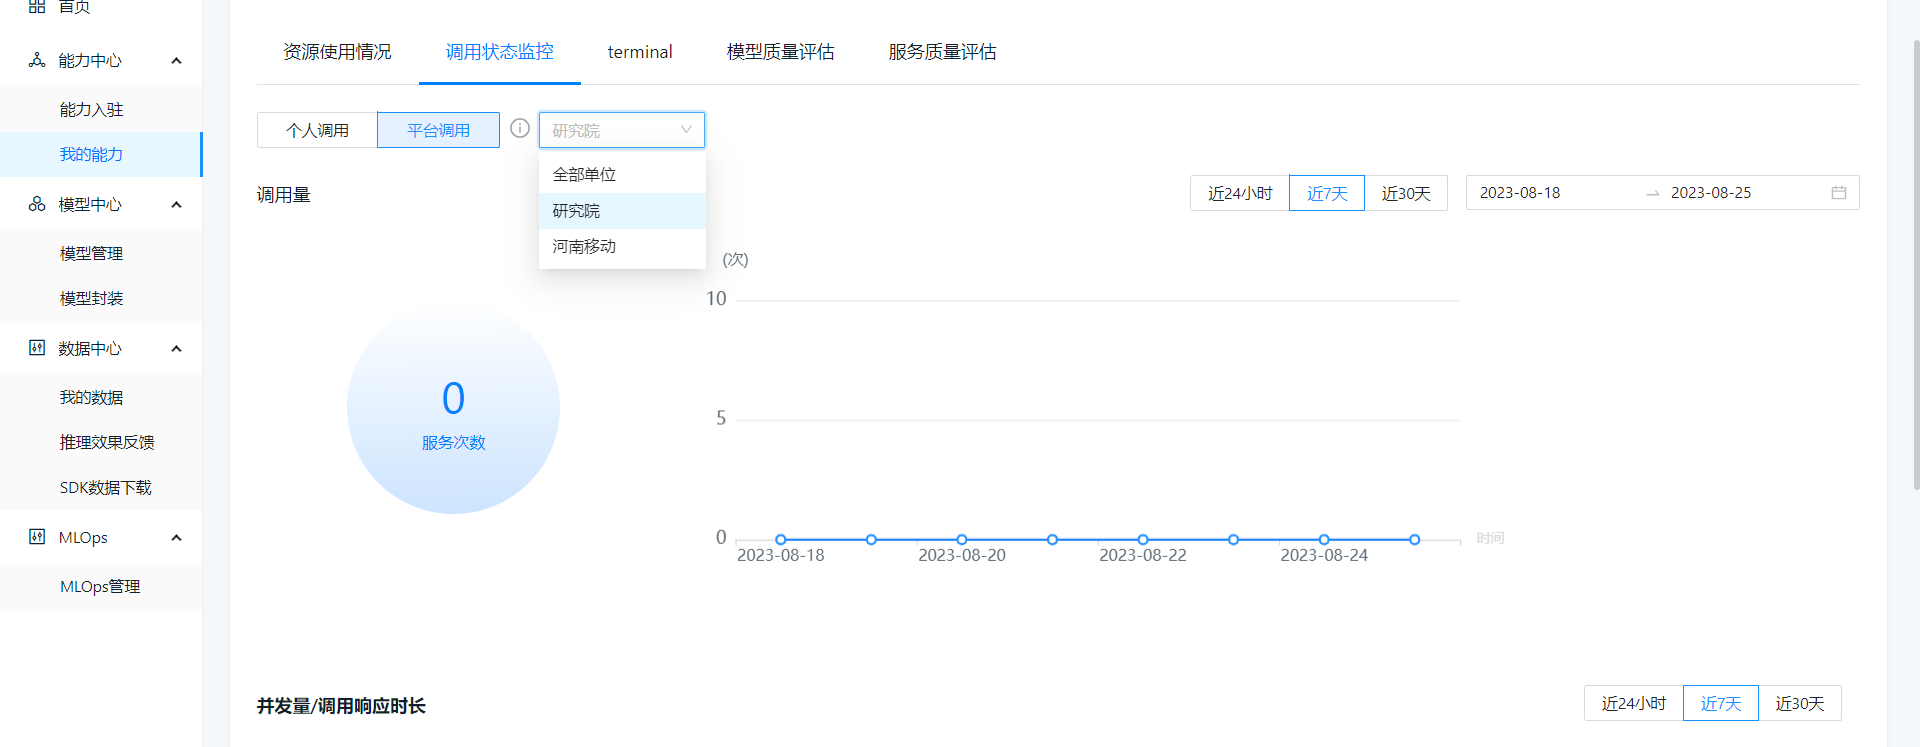 首页
能力中心
能力入驻
我的能力
模型中心
模型管理
模型封装
数据中心
我的数据
推理效果反馈
SDK数据下载
MLOps
MLOps管理
资源使用情况 调用状态监控 terminal 模型质量评估 服务质量评估
个人调用 平台调用 研究院
全部单位
研究院
河南移动
调用量
近24小时 近7天 近30天 2023-08-18 → 2023-08-25
0
服务次数
(次)
10
5
0
2023-08-18 2023-08-20 2023-08-22 2023-08-24 时间
并发量/调用响应时长
近24小时 近7天 近30天